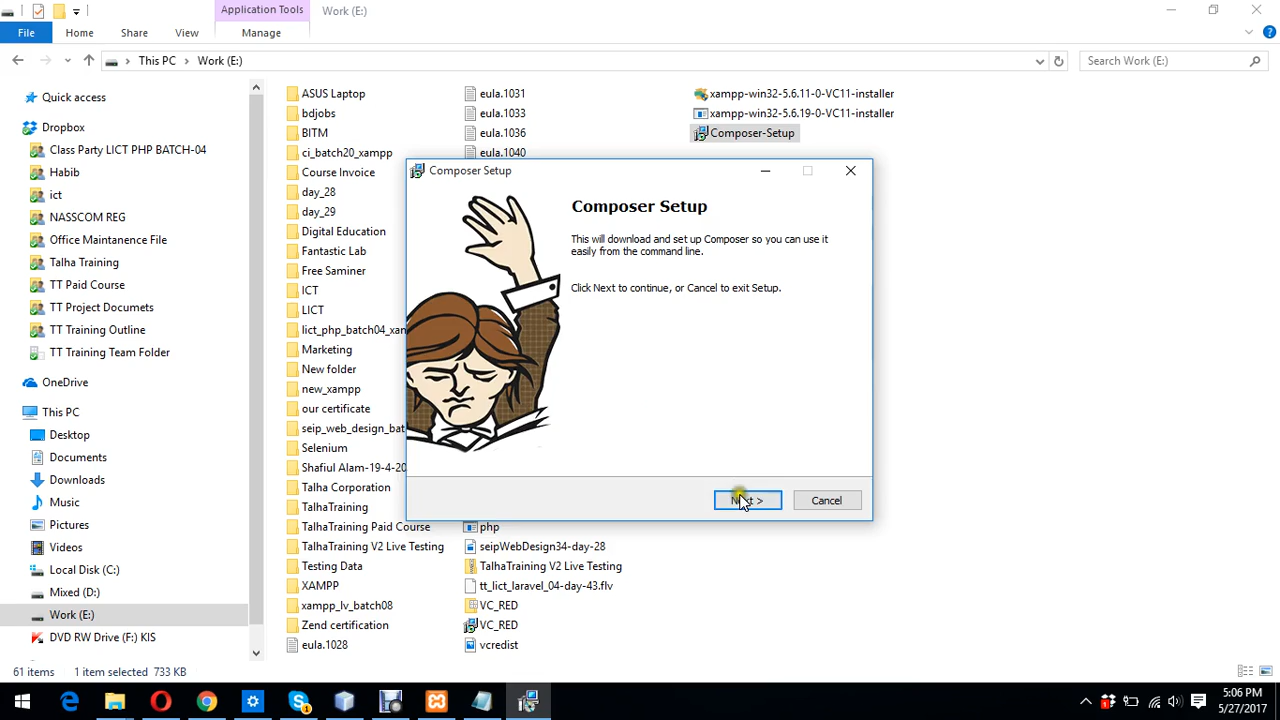 Application Tools
Work (E:)
File
Home
Share
View
Manage
This PC
Work (E:)
Search Work (E:)
Quick access
Dropbox
Class Party LICT PHP BATCH-04
Habib
ict
NASSCOM REG
Office Maintanence File
Talha Training
TT Paid Course
TT Project Documets
TT Training Outline
TT Training Team Folder
OneDrive
This PC
Desktop
Documents
Downloads
Music
Pictures
Videos
Local Disk (C:)
Mixed (D:)
Work (E:)
DVD RW Drive (F:) KIS
ASUS Laptop
bdjobs
BITM
ci_batch20_xampp
Course Invoice
day_28
day_29
Digital Education
Fantastic Lab
Free Saminer
ICT
LICT
lict_php_batch04_xan
Marketing
New folder
new_xampp
our certificate
seip_web_design_bat
Selenium
Shafiul Alam-19-4-20
Talha Corporation
TalhaTraining
TalhaTraining Paid Course
TalhaTraining V2 Live Testing
Testing Data
XAMPP
xampp_lv_batch08
Zend certification
eula.1028
eula.1031
eula.1033
eula.1036
eula.1040
php
seipWebDesign34-day-28
TalhaTraining V2 Live Testing
tt_lict_laravel_04-day-43.flv
VC_RED
VC_RED
vcredist
xampp-win32-5.6.11-0-VC11-installer
xampp-win32-5.6.19-0-VC11-installer
Composer-Setup
Composer Setup
Composer Setup
This will download and set up Composer so you can use it
easily from the command line.
Click Next to continue, or Cancel to exit Setup.
Next >
Cancel
61 items
1 item selected 733 KB
5:06 PM
5/27/2017